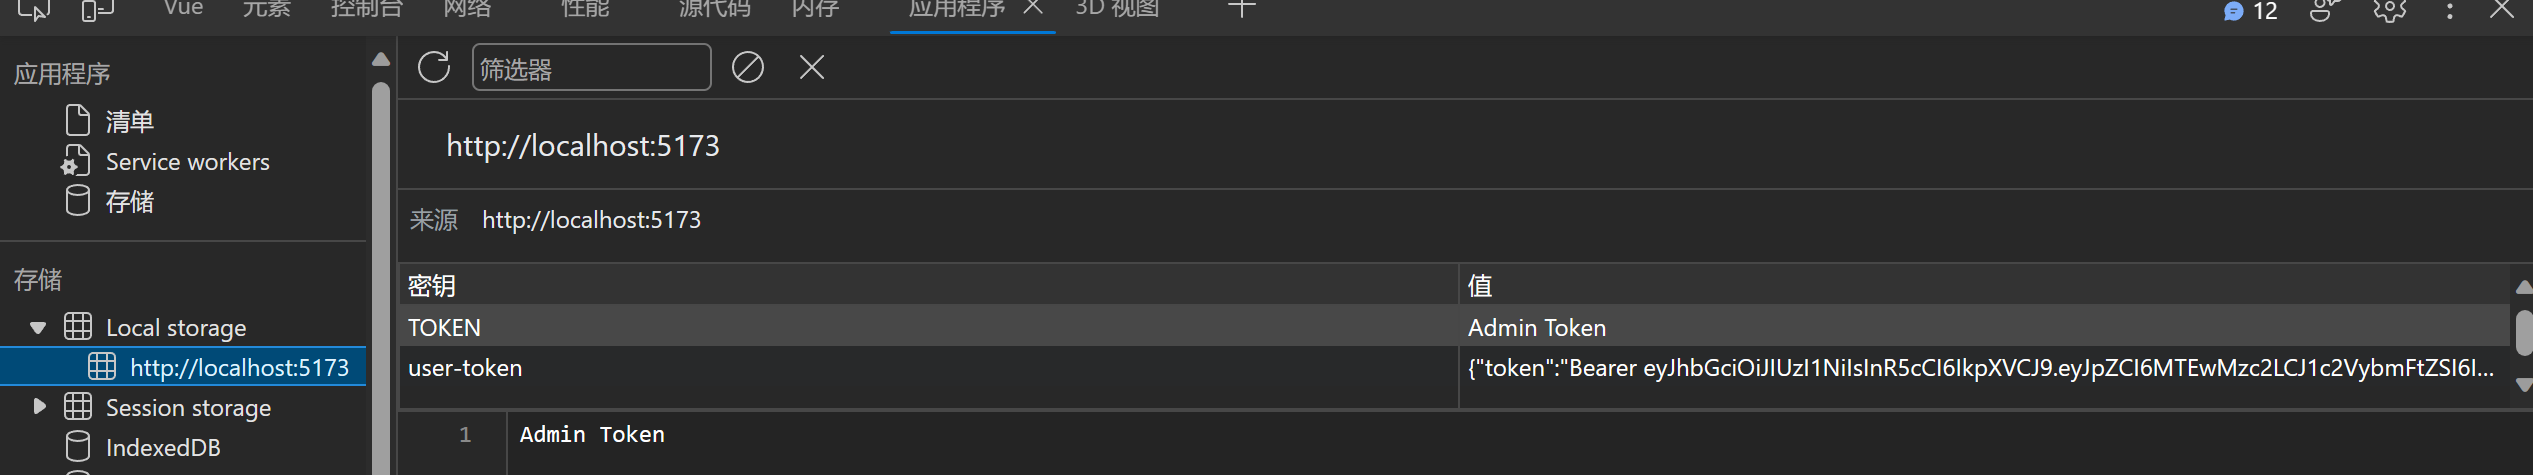 Vue 元素 控制台 网络 性能 源代码 内存 应用程序 3D 视图 12
应用程序
清单
Service workers
存储
存储
Local storage
http://localhost:5173
Session storage
IndexedDB
筛选器
http://localhost:5173
来源 http://localhost:5173
密钥 值
TOKEN Admin Token
user-token {"token":"Bearer eyJhbGciOiJIUzI1NiIsInR5cCI6IkpXVCJ9.eyJpZCI6MTEwMzc2LCJ1c2VybmFtZSI6I...
1 Admin Token